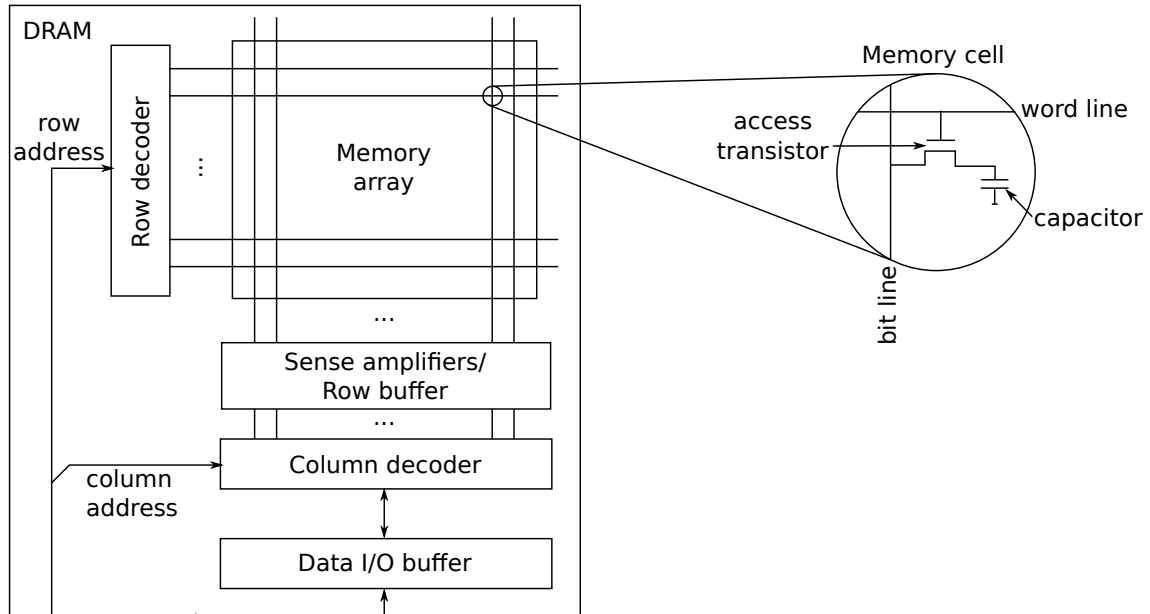 DRAM
Row decoder
row
address
...
Memory
array
...
Sense amplifiers/
Row buffer
...
Column decoder
column
address
Data I/O buffer
Memory cell
word line
access
transistor
capacitor
bit line